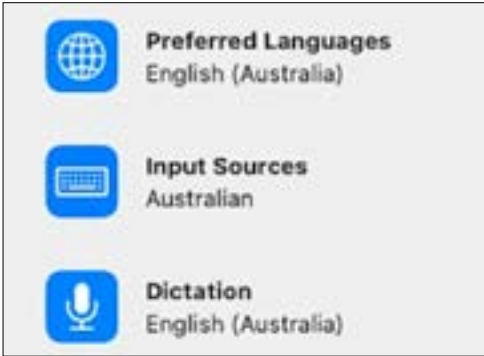 Preferred Languages
English (Australia)
Input Sources
Australian
Dictation
English (Australia)